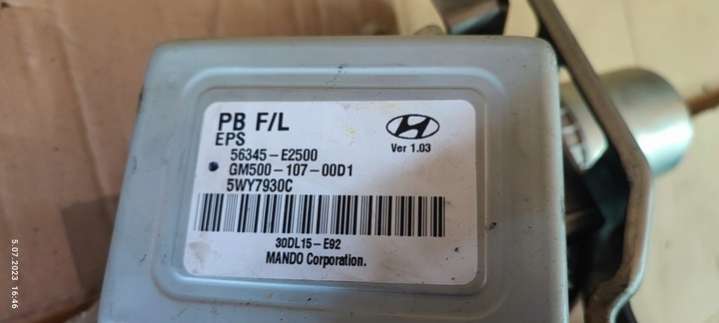 PB F/L
EPS
Ver 1.03
56345-E2500
GM500-107-00D1
5WY7930C
30DL15-E92
MANDO Corporation.
5.07.2023 16:46